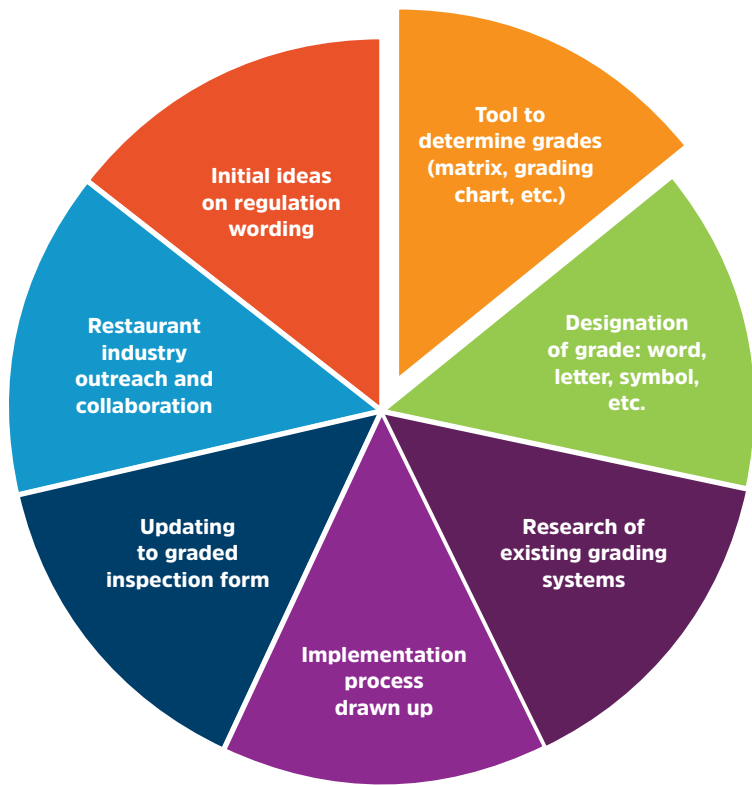 Tool to
determine grades
(matrix, grading
chart, etc.)
Designation
of grade: word,
letter, symbol,
etc.
Research of
existing grading
systems
Implementation
process
drawn up
Updating
to graded
inspection form
Restaurant
industry
outreach and
collaboration
Initial ideas
on regulation
wording